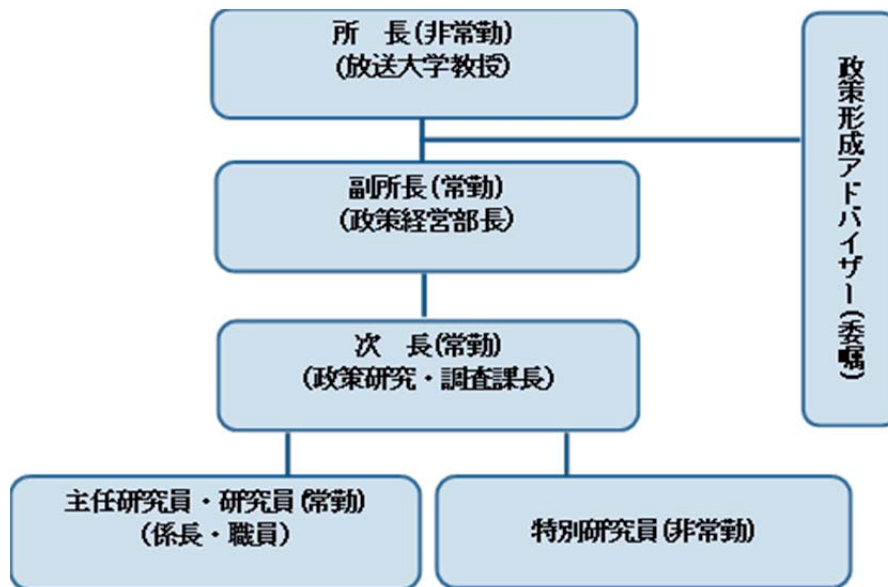 所　長(非常勤)
(放送大学教授)
政策形成アドバイザー(委嘱)
副所長(常勤)
(政策経営部長)
次　長(常勤)
(政策研究・調査課長)
主任研究員・研究員(常勤)
(係長・職員)
特別研究員(非常勤)